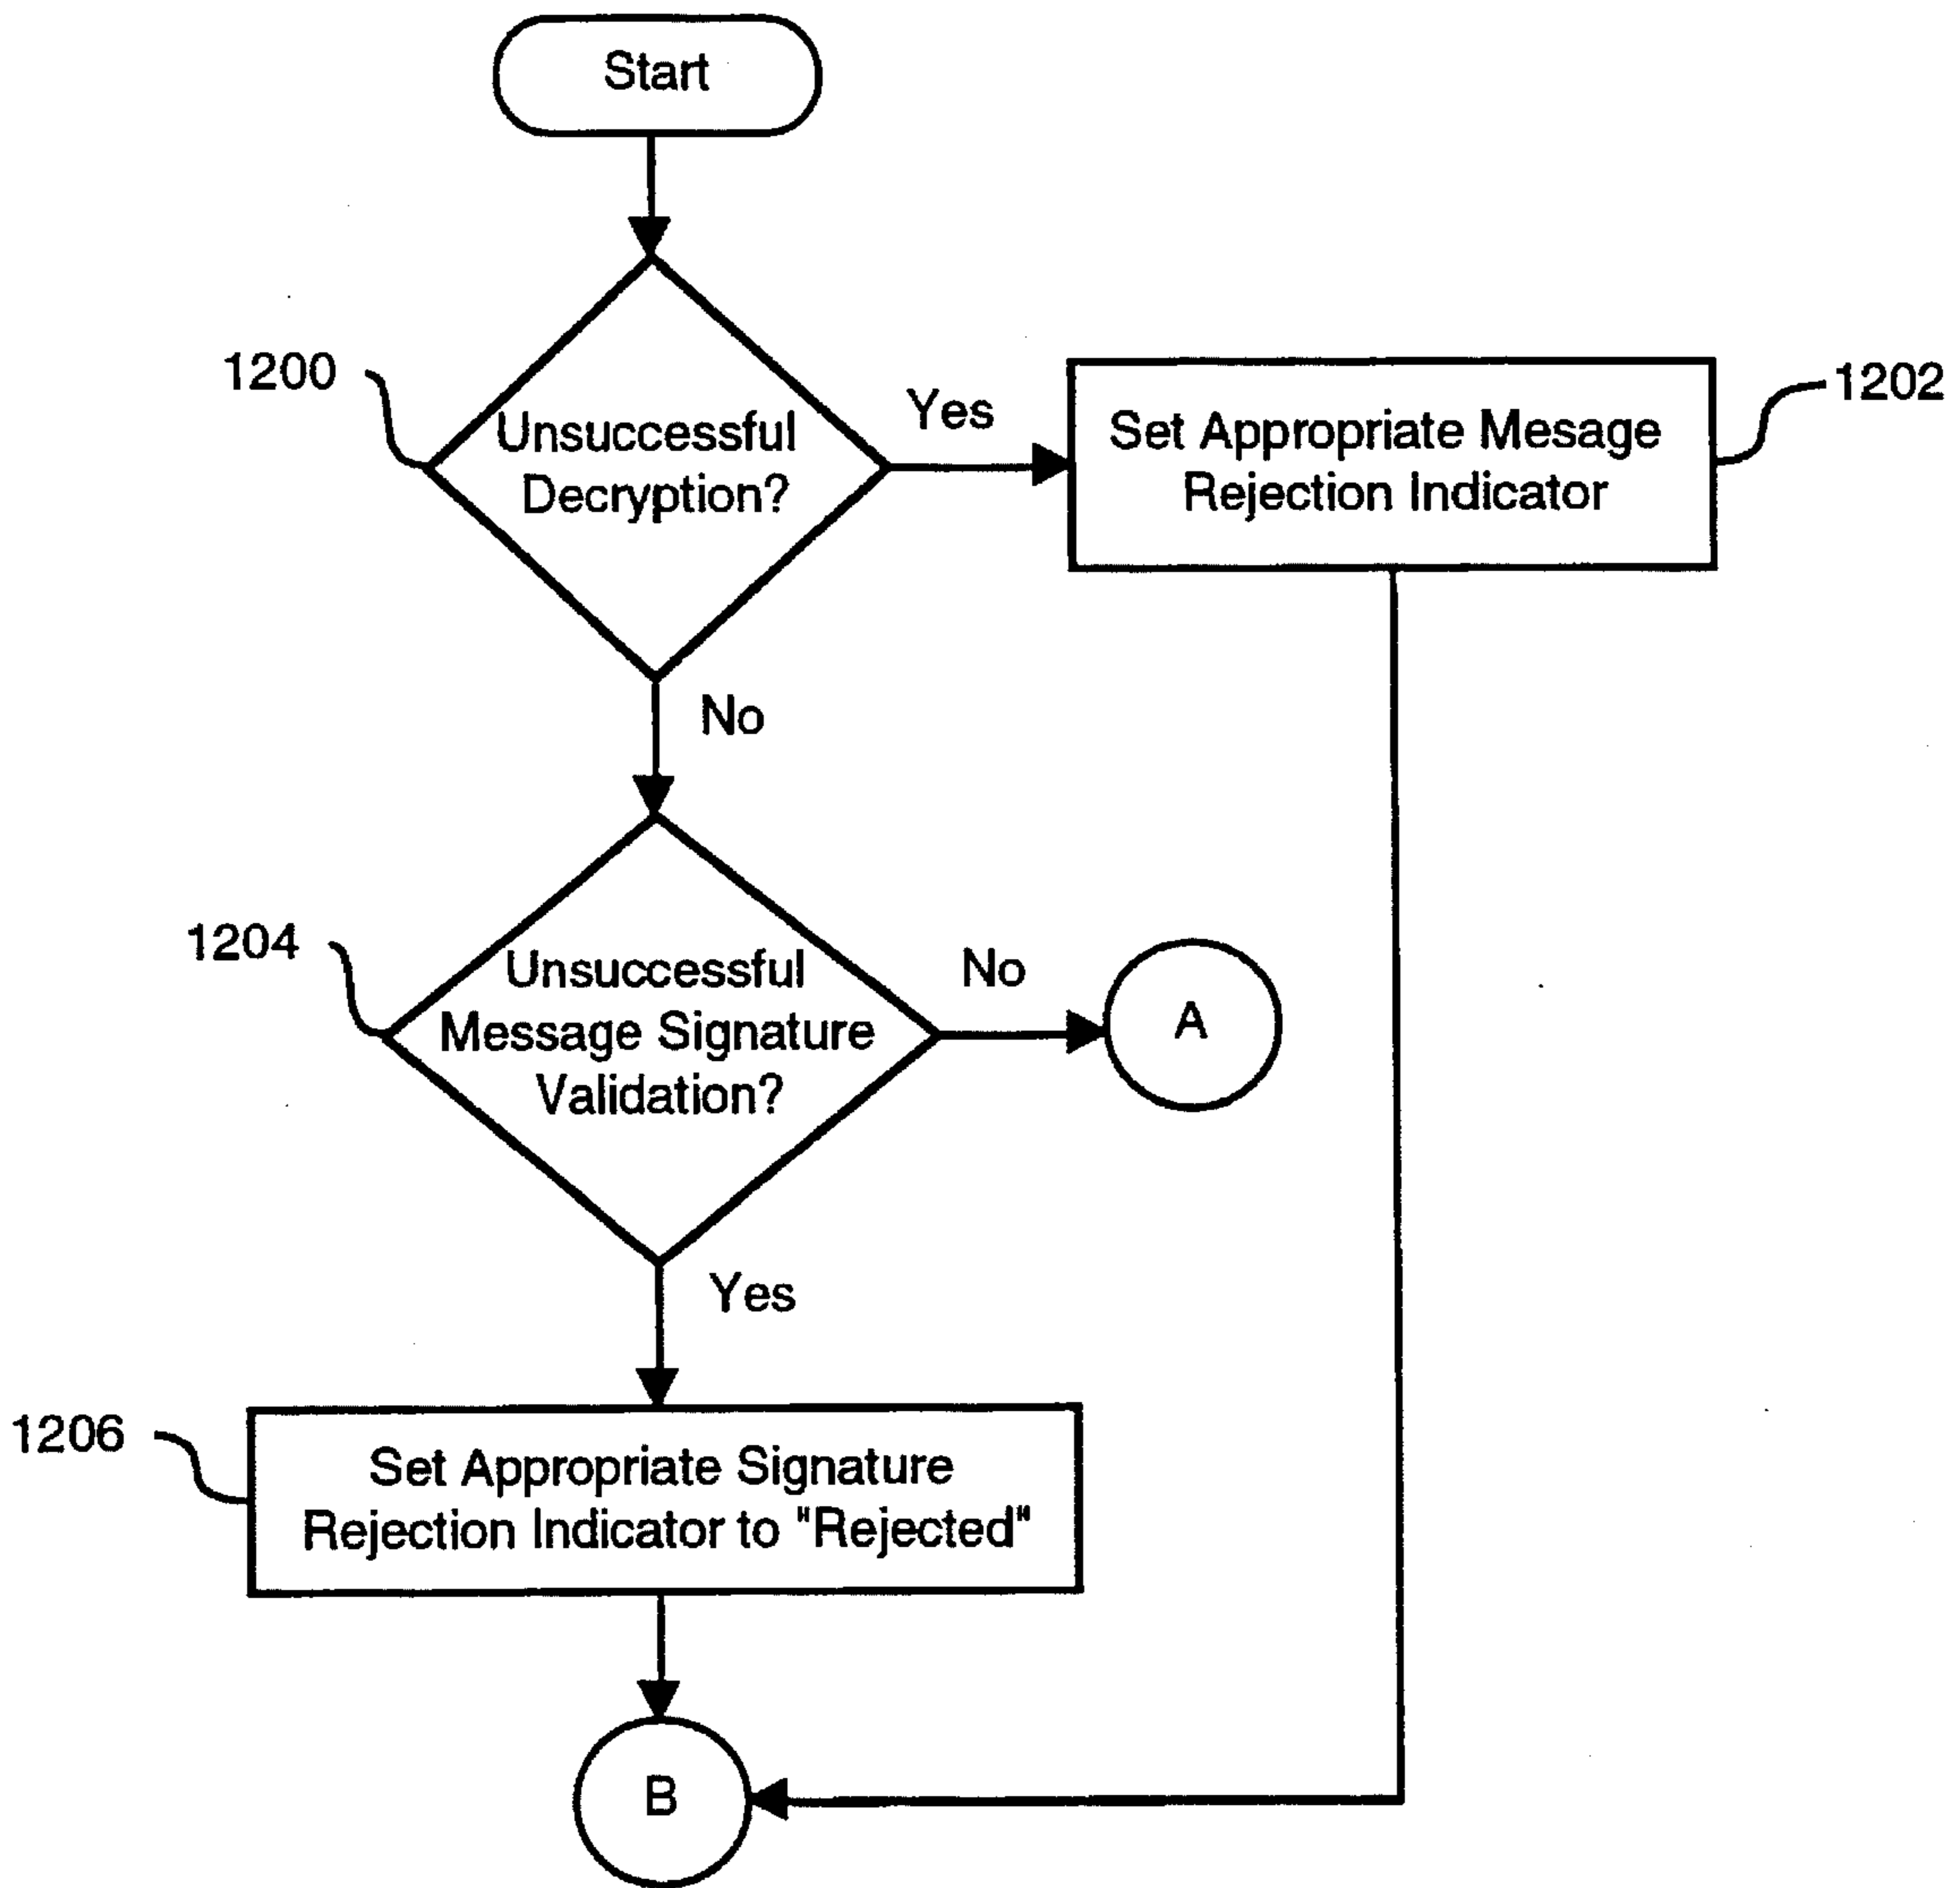 Start
1200
Unsuccessful
Decryption?
Yes
Set Appropriate Mesage
Rejection Indicator
1202
No
1204
Unsuccessful
Message Signature
Validation?
No
A
Yes
1206
Set Appropriate Signature
Rejection Indicator to "Rejected"
B